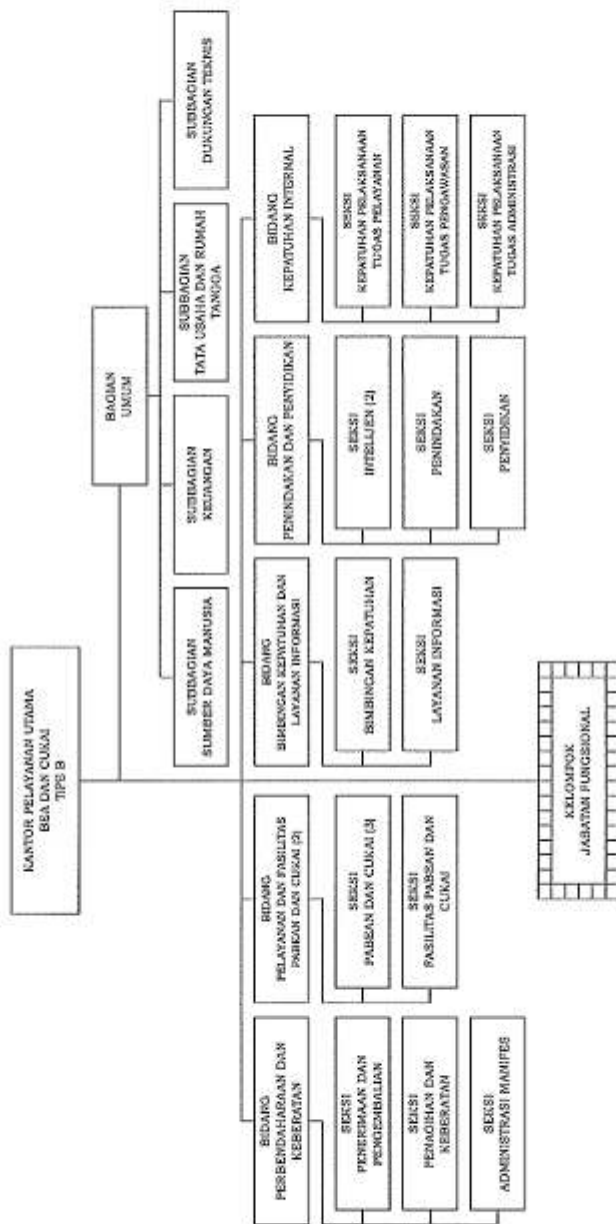 KANTOR PELAYANAN UTAMA
BEA DAN CUKAI
TIPE B
BAGIAN
UMUM
SUBBAGIAN
SUMBER DAYA MANUSIA
SUBBAGIAN
KEUANGAN
SUBBAGIAN
TATA USAHA DAN RUMAH
TANGGA
SUBBAGIAN
DUKUNGAN TEKNIS
BIDANG
PERBENDAHARAAN DAN
KEBERATAN
BIDANG
PELAYANAN DAN FASILITAS
PABEAN DAN CUKAI (2)
BIDANG
BIMBINGAN KEPATUHAN DAN
LAYANAN INFORMASI
BIDANG
PENINDAKAN DAN PENYIDIKAN
BIDANG
KEPATUHAN INTERNAL
SEKSI
PENERIMAAN DAN
PENGEMBALIAN
SEKSI
PABEAN DAN CUKAI (3)
SEKSI
BIMBINGAN KEPATUHAN
SEKSI
INTELIJEN (2)
SEKSI
KEPATUHAN PELAKSANAAN
TUGAS PELAYANAN
SEKSI
PENAGIHAN DAN
KEBERATAN
SEKSI
FASILITAS PABEAN DAN
CUKAI
SEKSI
LAYANAN INFORMASI
SEKSI
PENINDAKAN
SEKSI
KEPATUHAN PELAKSANAAN
TUGAS PENGAWASAN
SEKSI
ADMINISTRASI MANIFES
SEKSI
PENYIDIKAN
SEKSI
KEPATUHAN PELAKSANAAN
TUGAS ADMINISTRASI
KELOMPOK
JABATAN FUNGSIONAL